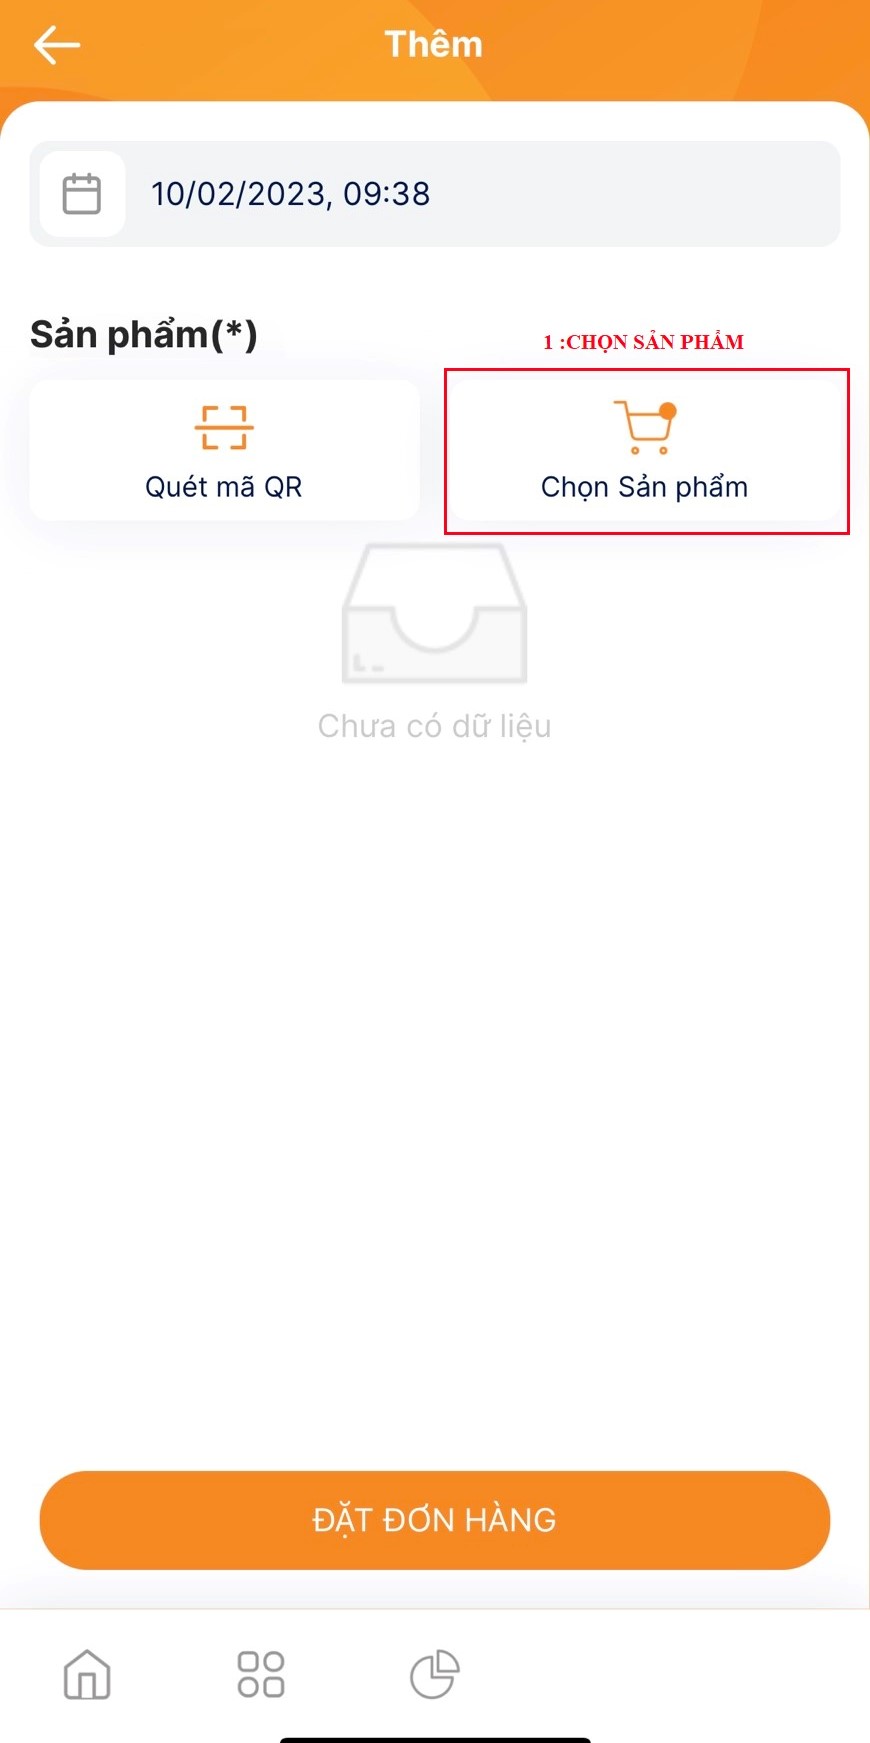 Thêm
10/02/2023, 09:38
Sản phẩm(*)
1 :CHỌN SẢN PHẨM
Quét mã QR
Chọn Sản phẩm
Chưa có dữ liệu
ĐẶT ĐƠN HÀNG